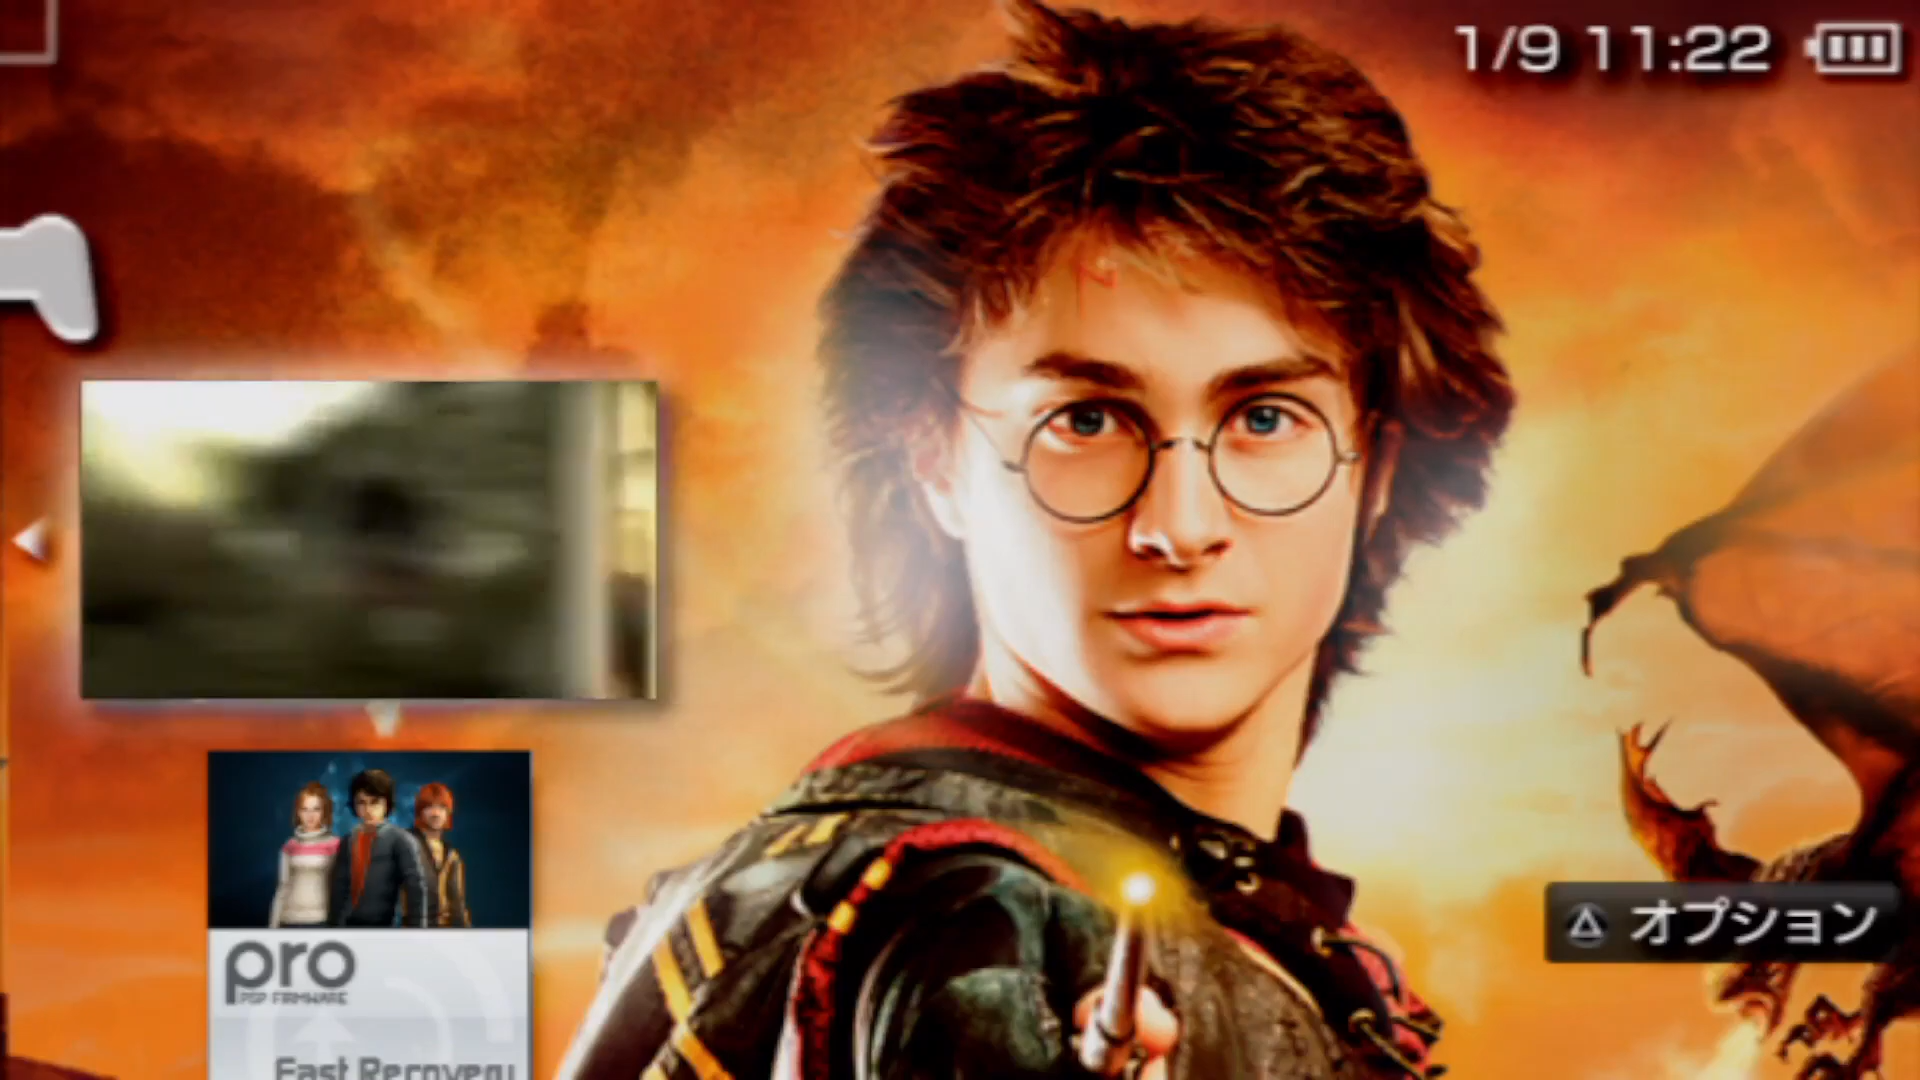 1/9 11:22
オプション
pro
PSP FIRMWARE
Fast Recovery